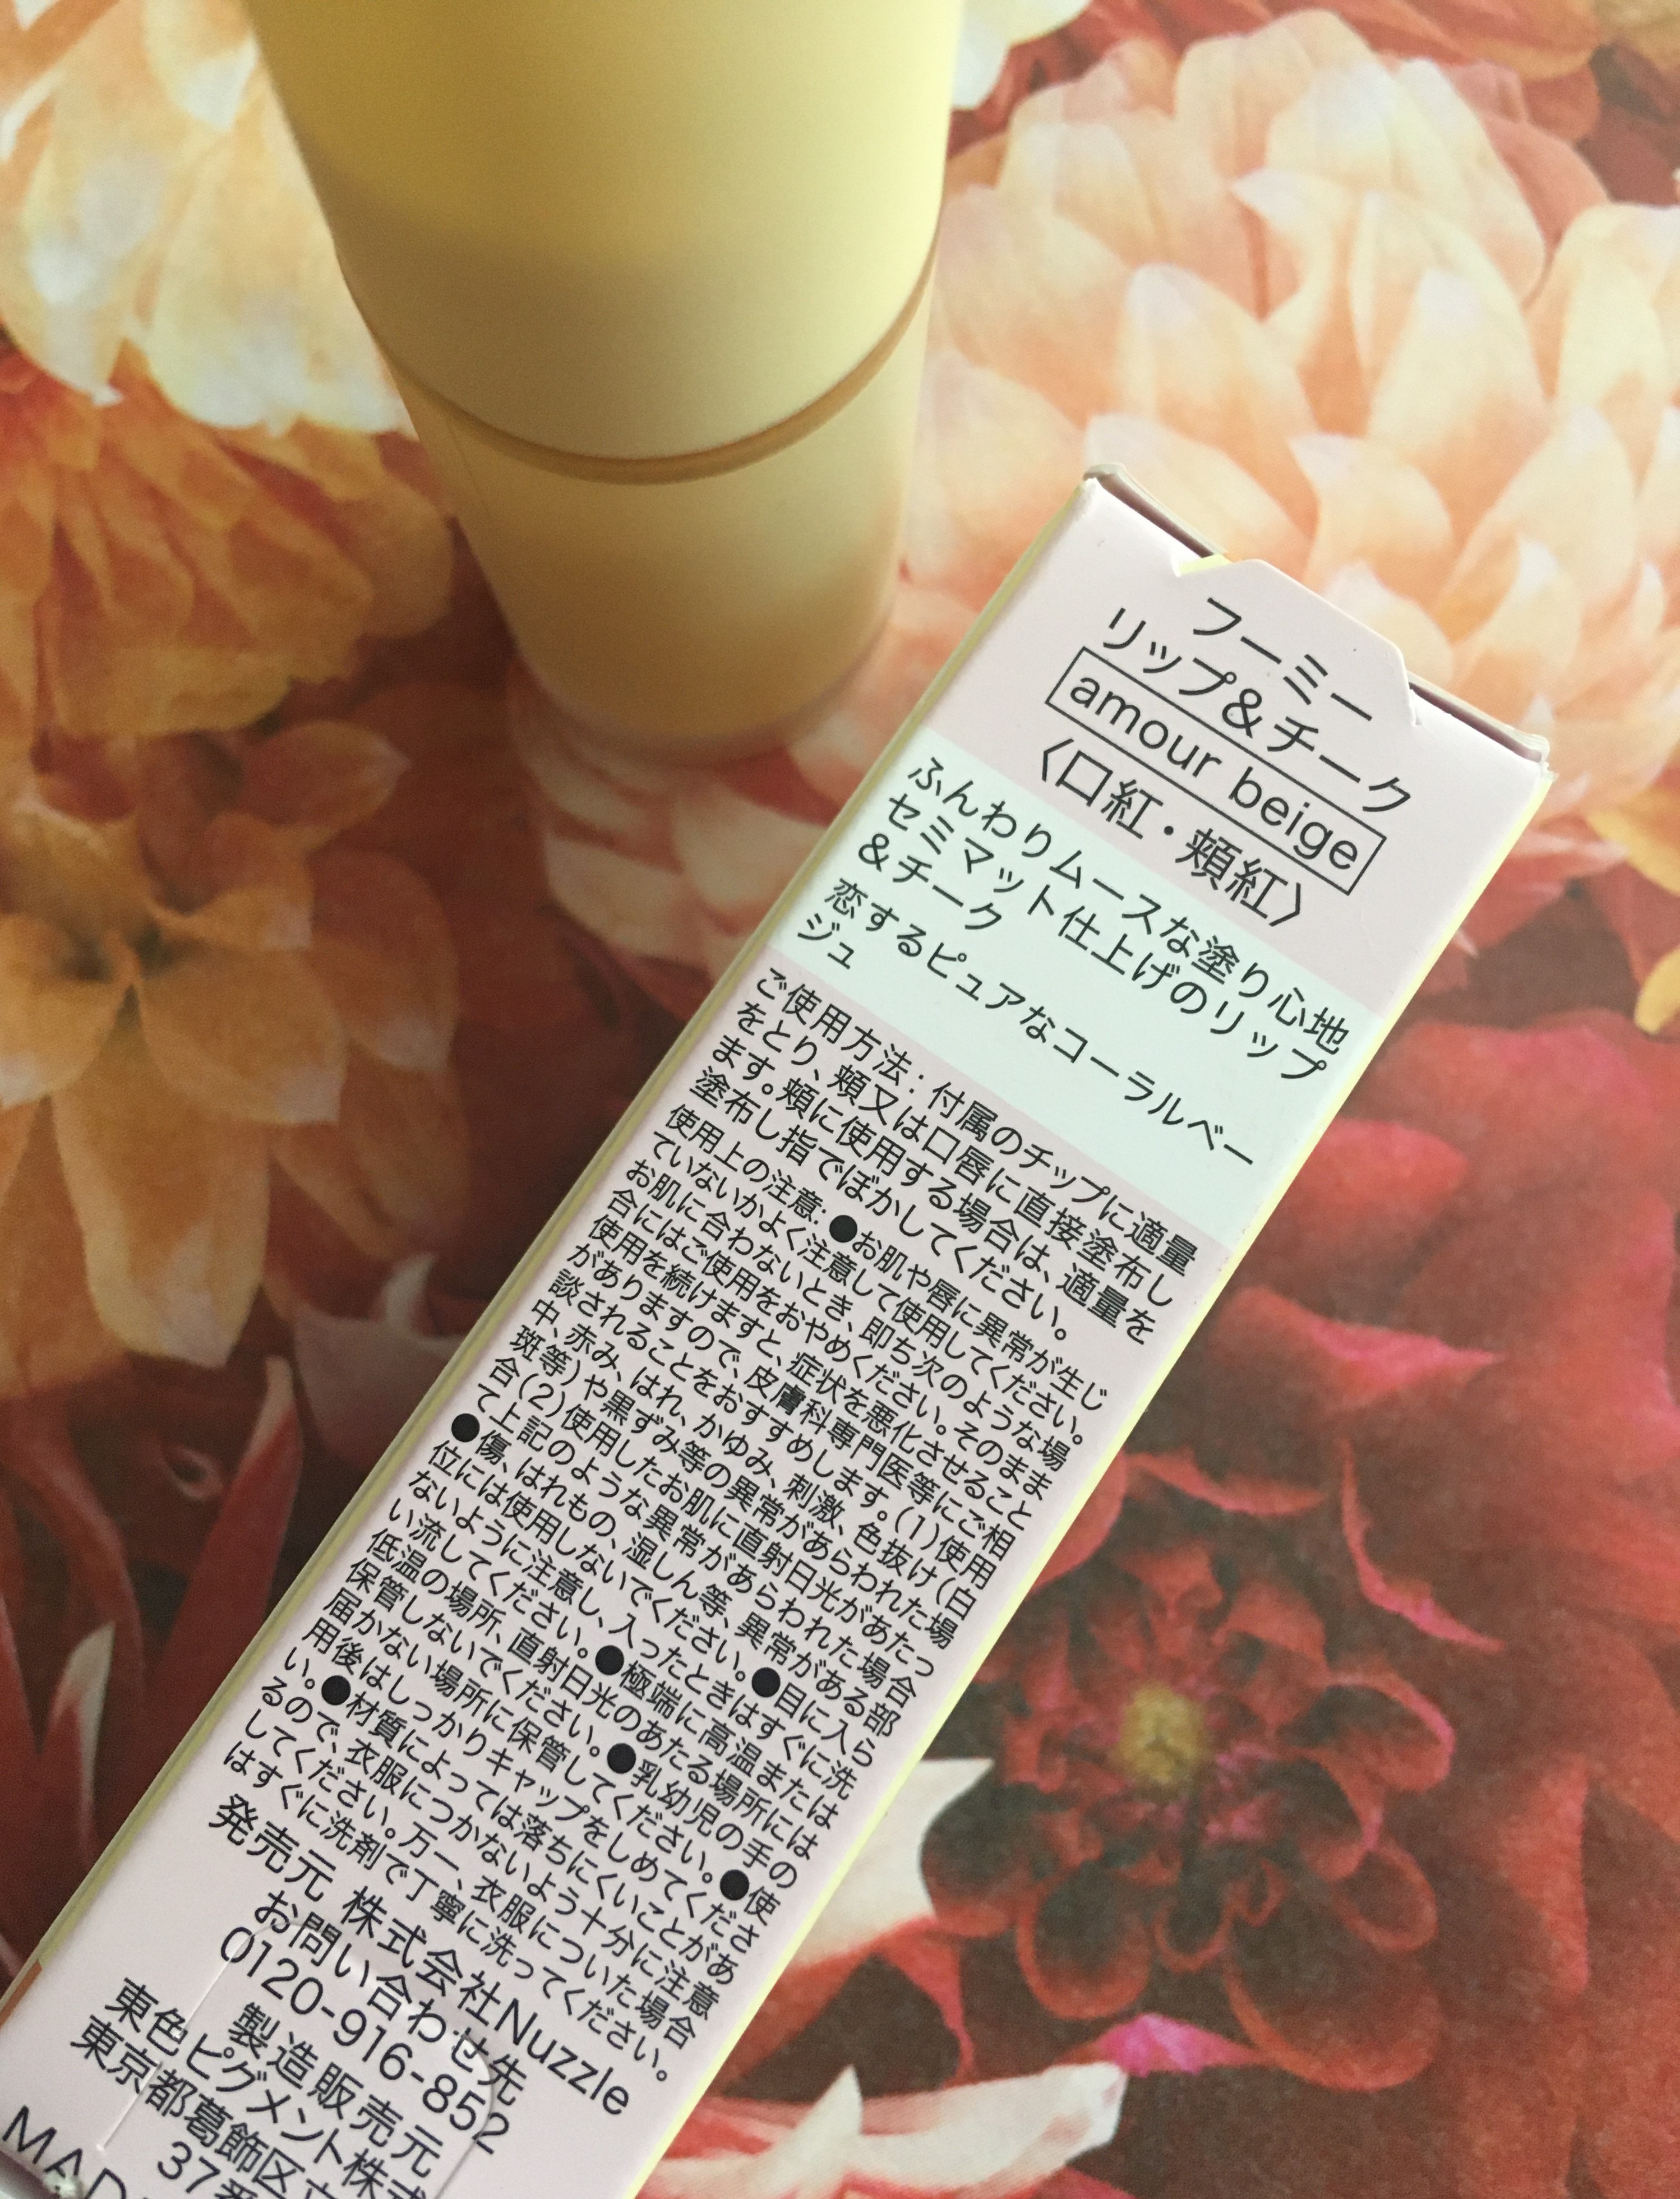 フーミー
リップ&チーク
amour beige
〈口紅・頬紅〉
ふんわりムースな塗り心地
セミマット仕上げのリップ
&チーク
恋するピュアなコーラルベー
ジュ
ご使用方法：付属のチップに適量
をとり、頬又は口唇に直接塗布し
ます。頬に使用する場合は、適量を
塗布し指でぼかしてください。
使用上の注意：●お肌や唇に異常が生じ
ていないかよく注意して使用してください。
お肌に合わないとき、即ち次のような場
合にはご使用をおやめください。そのまま
使用を続けますと、症状を悪化させること
がありますので、皮膚科専門医等にご相
談されることをおすすめします。(1)使用
中、赤み、はれ、かゆみ、刺激、色抜け（白
斑等）や黒ずみ等の異常があらわれた場
合(2)使用したお肌に直射日光があたっ
て上記のような異常があらわれた場合
●傷、はれもの、湿しん等、異常がある部
位には使用しないでください。●目に入ら
ないように注意し、入ったときはすぐに洗
い流してください。●極端に高温または
低温の場所、直射日光のあたる場所には
保管しないでください。●乳幼児の手の
届かない場所に保管してください。●使
用後はしっかりキャップをしめてくださ
い。●材質によっては落ちにくいことがあ
るので、衣服につかないよう十分に注意
してください。万一、衣服についた場合
はすぐに洗剤で丁寧に洗ってください。
発売元 株式会社Nuzzle
お問い合わせ先
0120-916-852
製造販売元
東色ピグメント株式
東京都葛飾区立
37番
MAD